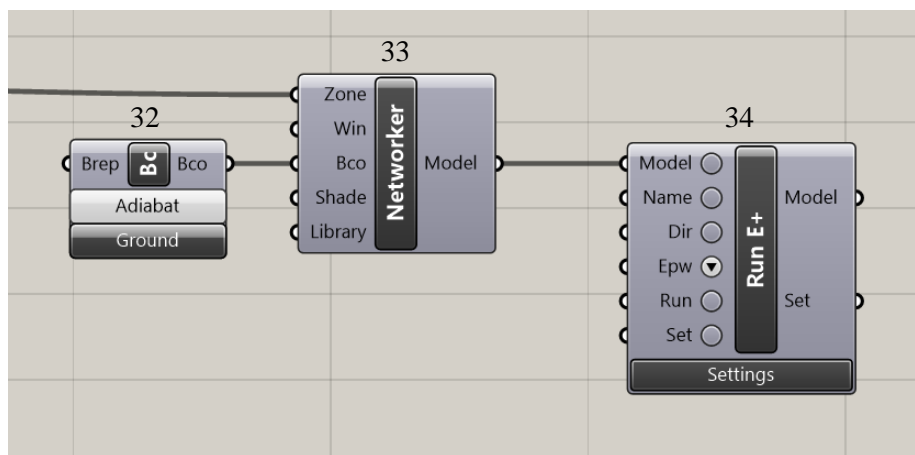 33
Zone
Win
Bco
Shade
Library
Networker
Model
32
Brep
Bc
Bco
Adiabat
Ground
34
Model
Name
Dir
Epw
Run
Set
Run E+
Model
Set
Settings